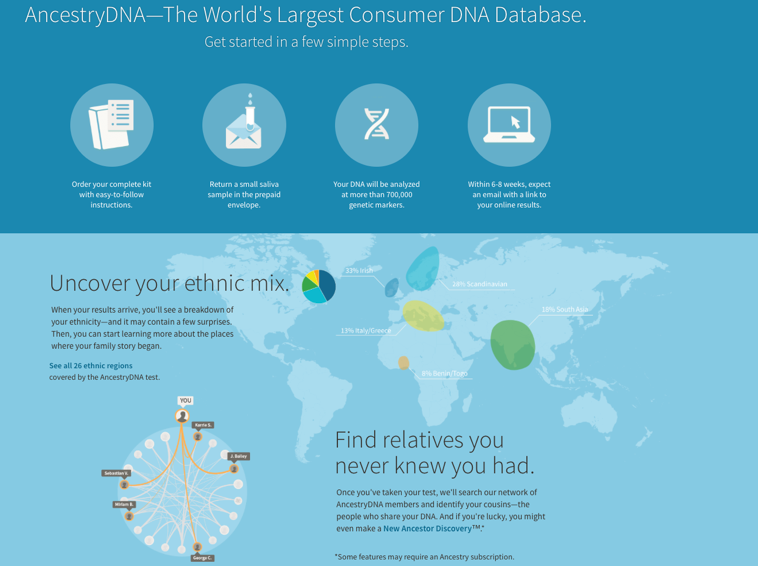 AncestryDNA—The World's Largest Consumer DNA Database.
Get started in a few simple steps.
Order your complete kit
with easy-to-follow
instructions.
Return a small saliva
sample in the prepaid
envelope.
Your DNA will be analyzed
at more than 700,000
genetic markers.
Within 6-8 weeks, expect
an email with a link to
your online results.
Uncover your ethnic mix.
When your results arrive, you'll see a breakdown of
your ethnicity—and it may contain a few surprises.
Then, you can start learning more about the places
where your family story began.
See all 26 ethnic regions
covered by the AncestryDNA test.
33% Irish
Scandinavian
18% South Asia
13% Italy/Greece
8% Benin/Togo
YOU
Karrie G.
J. Bailey
Sebastian I.
Miriam B.
George C.
Find relatives you
never knew you had.
Once you've taken your test, we'll search our network of
AncestryDNA members and identify your cousins—the
people who share your DNA. And if you're lucky, you might
even make a New Ancestor Discovery™.*
*Some features may require an Ancestry subscription.